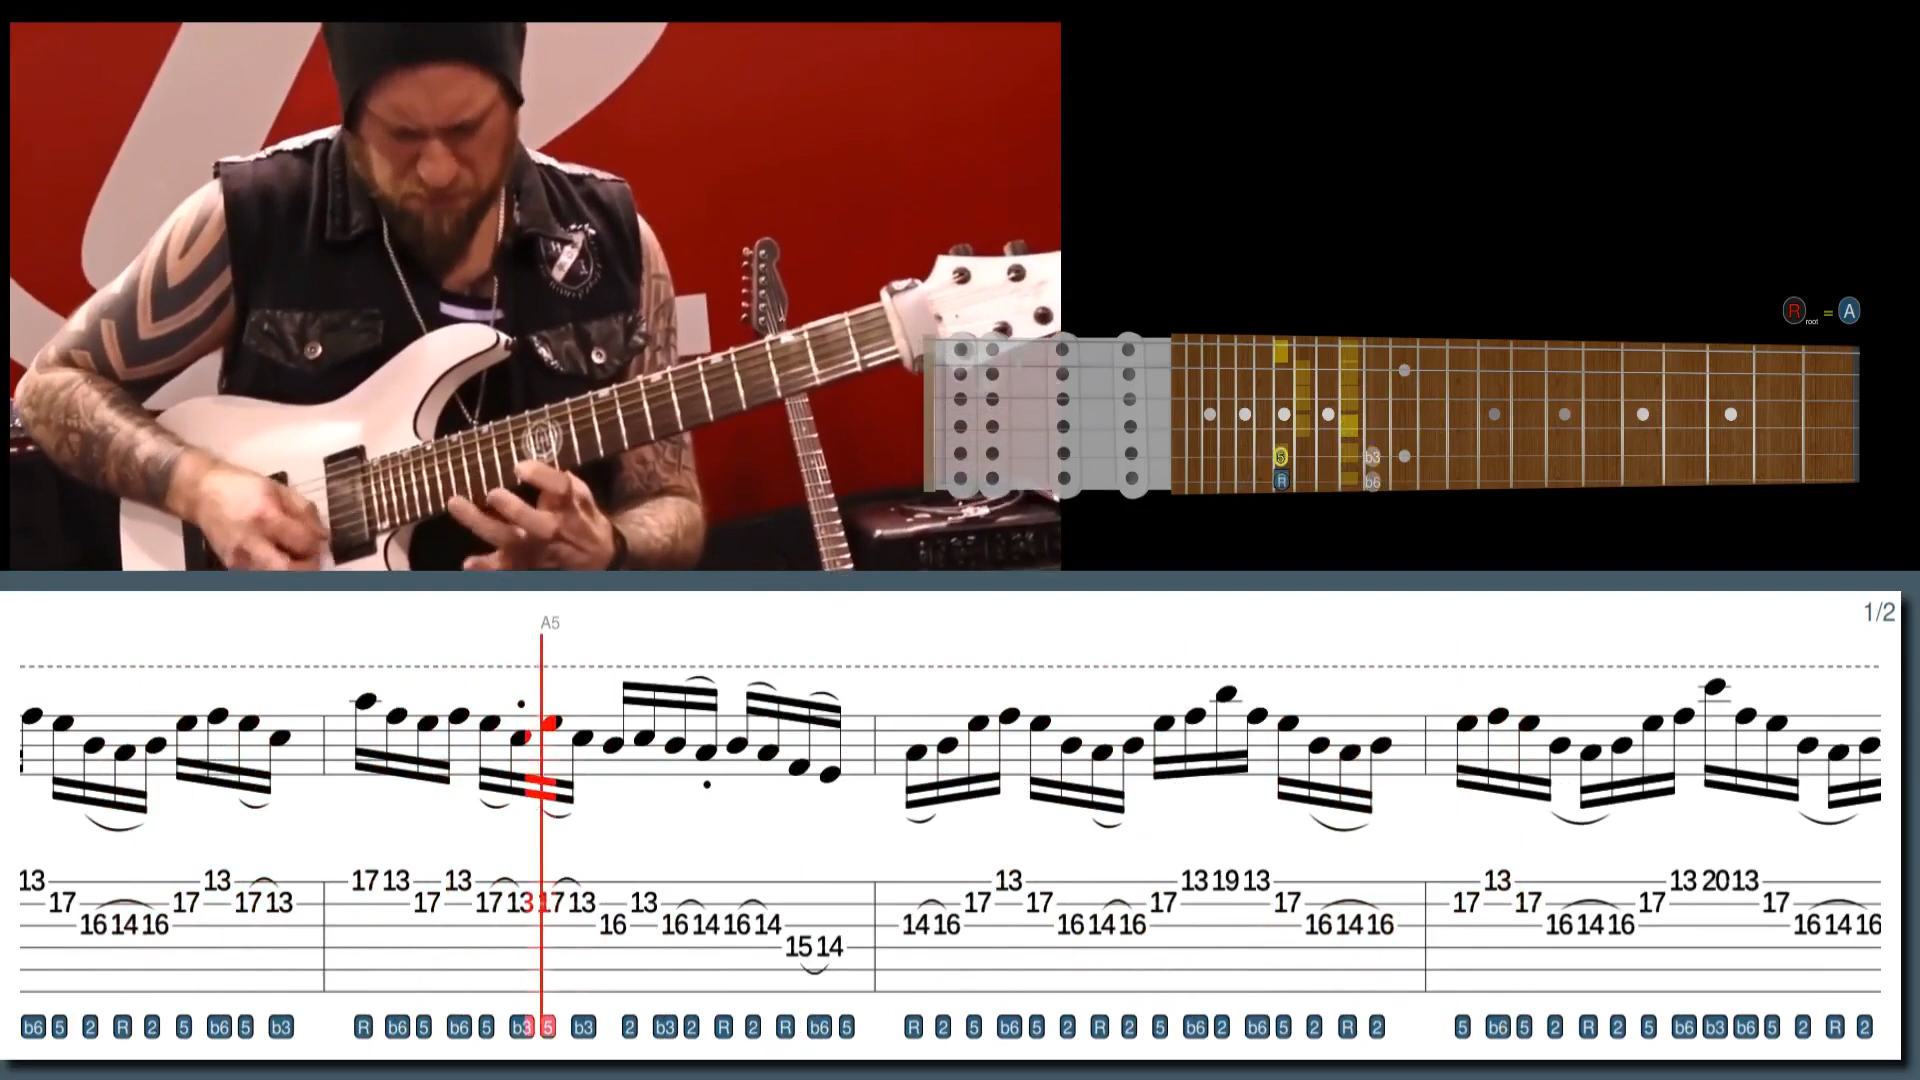 R root = A
5 b3
R b6
A5
1/2
13 13 17 13 13 13 13 19 13 13 13 20 13
17 17 17 13 17 17 13 17 13 13 17 17 17 17 17 17 17 17
16 14 16 16 16 14 16 14 14 16 16 14 16 16 14 16 16 14 16 16 14 16
15 14
b6 5 2 R 2 5 b6 5 b3 R b6 5 b6 5 b3 5 b3 2 b3 2 R 2 R b6 5 R 2 5 b6 5 2 R 2 5 b6 2 b6 5 2 R 2 5 b6 5 2 R 2 5 b6 b3 b6 5 2 R 2